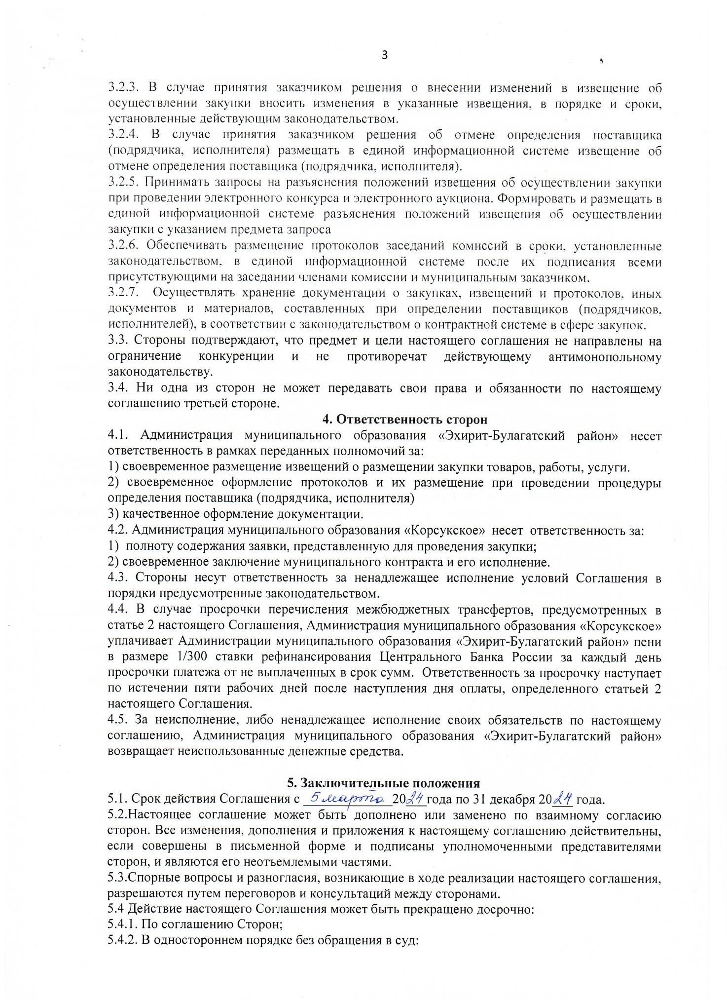 3
3.2.3. В случае принятия заказчиком решения о внесении изменений в извещение об
осуществлении закупки вносить изменения в указанные извещения, в порядке и сроки,
установленные действующим законодательством.
3.2.4. В случае принятия заказчиком решения об отмене определения поставщика
(подрядчика, исполнителя) размещать в единой информационной системе извещение об
отмене определения поставщика (подрядчика, исполнителя).
3.2.5. Принимать запросы на разъяснения положений извещения об осуществлении закупки
при проведении электронного конкурса и электронного аукциона. Формировать и размещать в
единой информационной системе разъяснения положений извещения об осуществлении
закупки с указанием предмета запроса
3.2.6. Обеспечивать размещение протоколов заседаний комиссий в сроки, установленные
законодательством, в единой информационной системе после их подписания всеми
присутствующими на заседании членами комиссии и муниципальным заказчиком.
3.2.7. Осуществлять хранение документации о закупках, извещений и протоколов, иных
документов и материалов, составленных при определении поставщиков (подрядчиков,
исполнителей), в соответствии с законодательством о контрактной системе в сфере закупок.
3.3. Стороны подтверждают, что предмет и цели настоящего соглашения не направлены на
ограничение конкуренции и не противоречат действующему антимонопольному
законодательству.
3.4. Ни одна из сторон не может передавать свои права и обязанности по настоящему
соглашению третьей стороне.
4. Ответственность сторон
4.1. Администрация муниципального образования «Эхирит-Булагатский район» несет
ответственность в рамках переданных полномочий за:
1) своевременное размещение извещений о размещении закупки товаров, работы, услуги.
2) своевременное оформление протоколов и их размещение при проведении процедуры
определения поставщика (подрядчика, исполнителя)
3) качественное оформление документации.
4.2. Администрация муниципального образования «Корсукское» несет ответственность за:
1) полноту содержания заявки, представленную для проведения закупки;
2) своевременное заключение муниципального контракта и его исполнение.
4.3. Стороны несут ответственность за ненадлежащее исполнение условий Соглашения в
порядки предусмотренные законодательством.
4.4. В случае просрочки перечисления межбюджетных трансфертов, предусмотренных в
статье 2 настоящего Соглашения, Администрация муниципального образования «Корсукское»
уплачивает Администрации муниципального образования «Эхирит-Булагатский район» пени
в размере 1/300 ставки рефинансирования Центрального Банка России за каждый день
просрочки платежа от не выплаченных в срок сумм. Ответственность за просрочку наступает
по истечении пяти рабочих дней после наступления дня оплаты, определенного статьей 2
настоящего Соглашения.
4.5. За неисполнение, либо ненадлежащее исполнение своих обязательств по настоящему
соглашению, Администрация муниципального образования «Эхирит-Булагатский район»
возвращает неиспользованные денежные средства.
5. Заключительные положения
5.1. Срок действия Соглашения с 5 марта 2024 года по 31 декабря 2024 года.
5.2.Настоящее соглашение может быть дополнено или заменено по взаимному согласию
сторон. Все изменения, дополнения и приложения к настоящему соглашению действительны,
если совершены в письменной форме и подписаны уполномоченными представителями
сторон, и являются его неотъемлемыми частями.
5.3.Спорные вопросы и разногласия, возникающие в ходе реализации настоящего соглашения,
разрешаются путем переговоров и консультаций между сторонами.
5.4 Действие настоящего Соглашения может быть прекращено досрочно:
5.4.1. По соглашению Сторон;
5.4.2. В одностороннем порядке без обращения в суд: